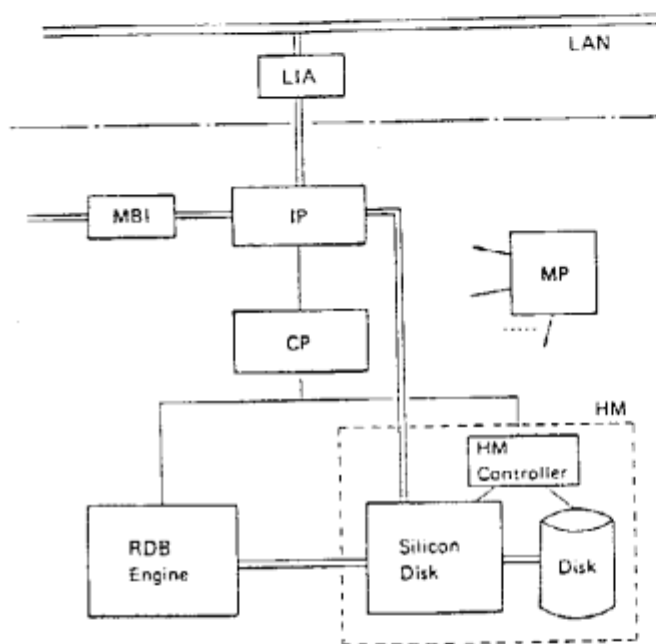 LAN
LIA
MBI
IP
MP
CP
HM
HM
Controller
RDB
Engine
Silicon
Disk
Disk